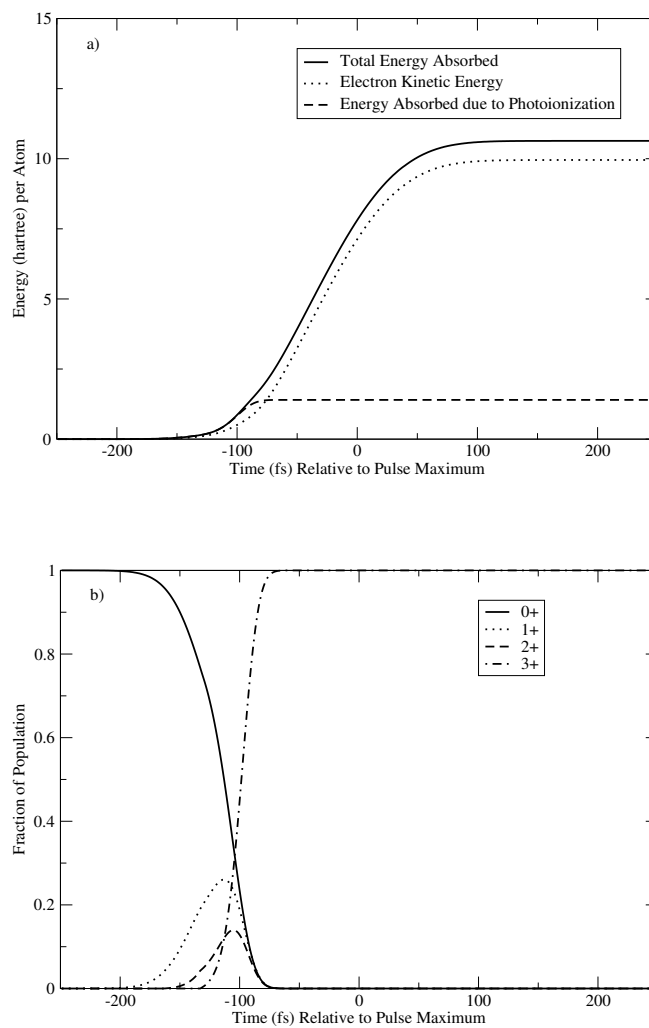 15
a)
Total Energy Absorbed
Electron Kinetic Energy
Energy Absorbed due to Photoionization
10
Energy (hartree) per Atom
5
0
-200 -100 0 100 200
Time (fs) Relative to Pulse Maximum
1
b)
0+
1+
2+
3+
0.8
0.6
Fraction of Population
0.4
0.2
0
-200 -100 0 100 200
Time (fs) Relative to Pulse Maximum